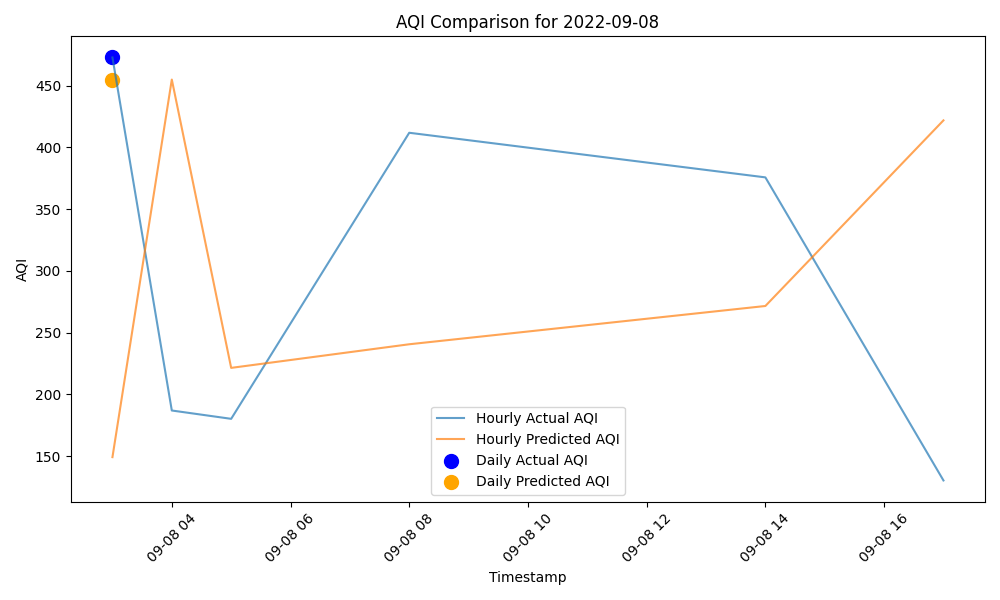 AQI Comparison for 2022-09-08
AQI
450
400
350
300
250
200
150
Hourly Actual AQI
Hourly Predicted AQI
Daily Actual AQI
Daily Predicted AQI
09-08 04
09-08 06
09-08 08
09-08 10
09-08 12
09-08 14
09-08 16
Timestamp